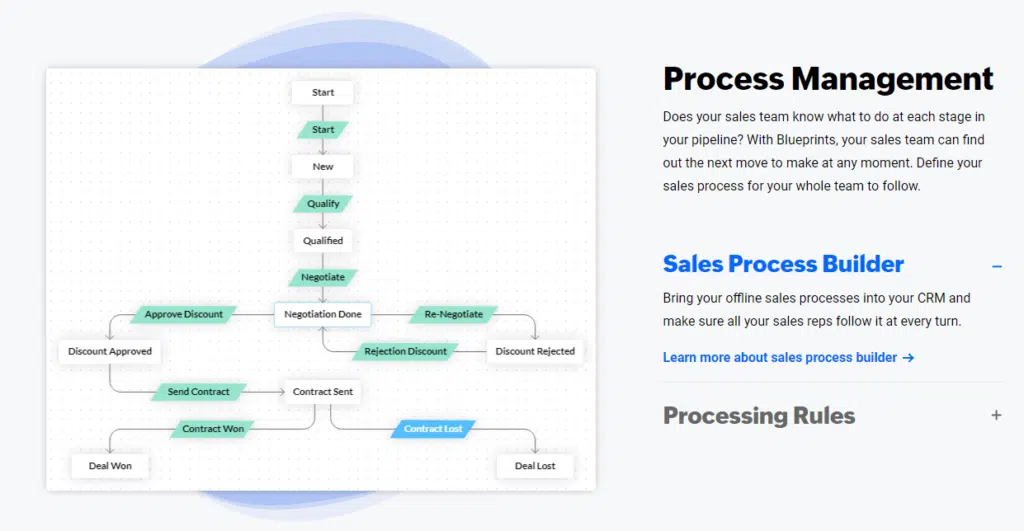 Start
Start
New
Qualify
Qualified
Negotiate
Approve Discount
Negotiation Done
Re-Negotiate
Discount Approved
Rejection Discount
Discount Rejected
Send Contract
Contract Sent
Contract Won
Contract Lost
Deal Won
Deal Lost
Process Management
Does your sales team know what to do at each stage in
your pipeline? With Blueprints, your sales team can find
out the next move to make at any moment. Define your
sales process for your whole team to follow.
Sales Process Builder
Bring your offline sales processes into your CRM and
make sure all your sales reps follow it at every turn.
Learn more about sales process builder →
Processing Rules